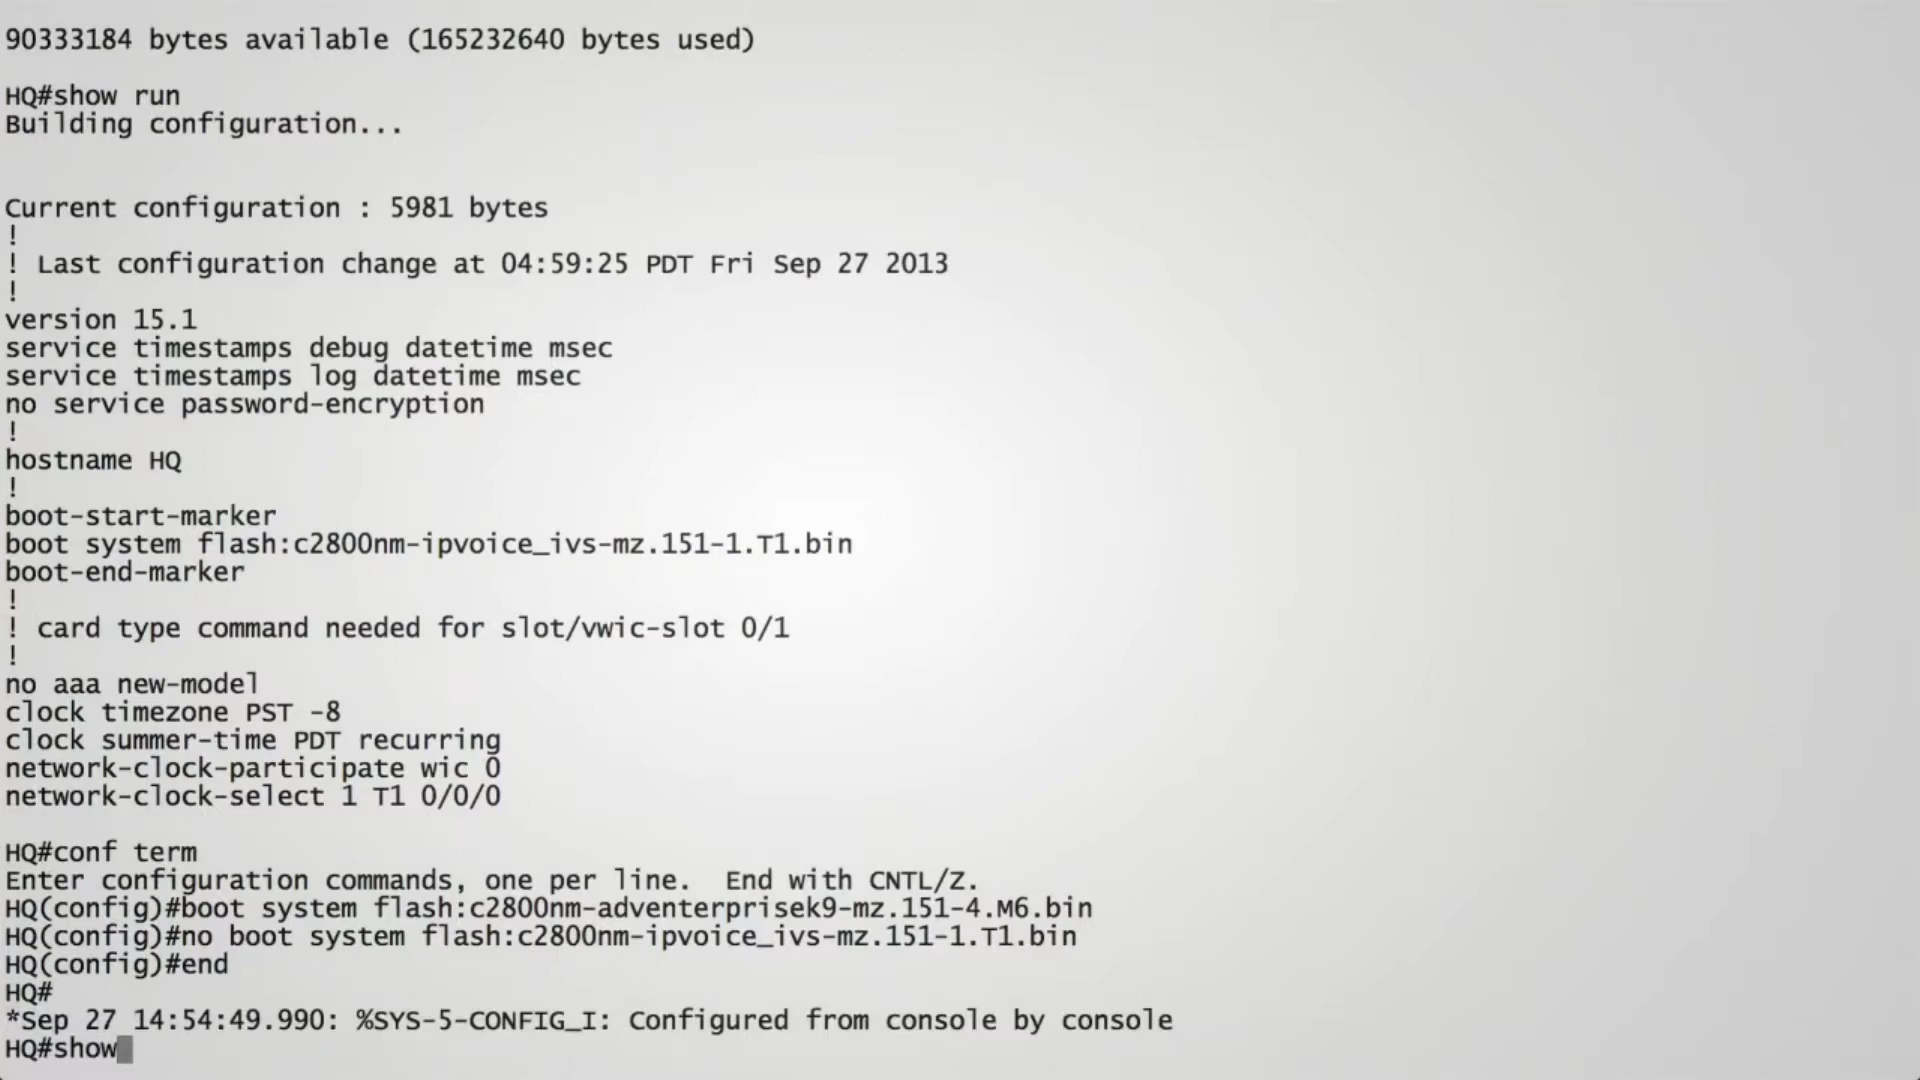 90333184 bytes available (165232640 bytes used)
HQ#show run
Building configuration...
Current configuration : 5981 bytes
!
! Last configuration change at 04:59:25 PDT Fri Sep 27 2013
!
version 15.1
service timestamps debug datetime msec
service timestamps log datetime msec
no service password-encryption
!
hostname HQ
!
boot-start-marker
boot system flash:c2800nm-ipvoice_ivs-mz.151-1.T1.bin
boot-end-marker
!
! card type command needed for slot/vwic-slot 0/1
!
no aaa new-model
clock timezone PST -8
clock summer-time PDT recurring
network-clock-participate wic 0
network-clock-select 1 T1 0/0/0
HQ#conf term
Enter configuration commands, one per line.  End with CNTL/Z.
HQ(config)#boot system flash:c2800nm-adventerprisek9-mz.151-4.M6.bin
HQ(config)#no boot system flash:c2800nm-ipvoice_ivs-mz.151-1.T1.bin
HQ(config)#end
HQ#
*Sep 27 14:54:49.990: %SYS-5-CONFIG_I: Configured from console by console
HQ#show